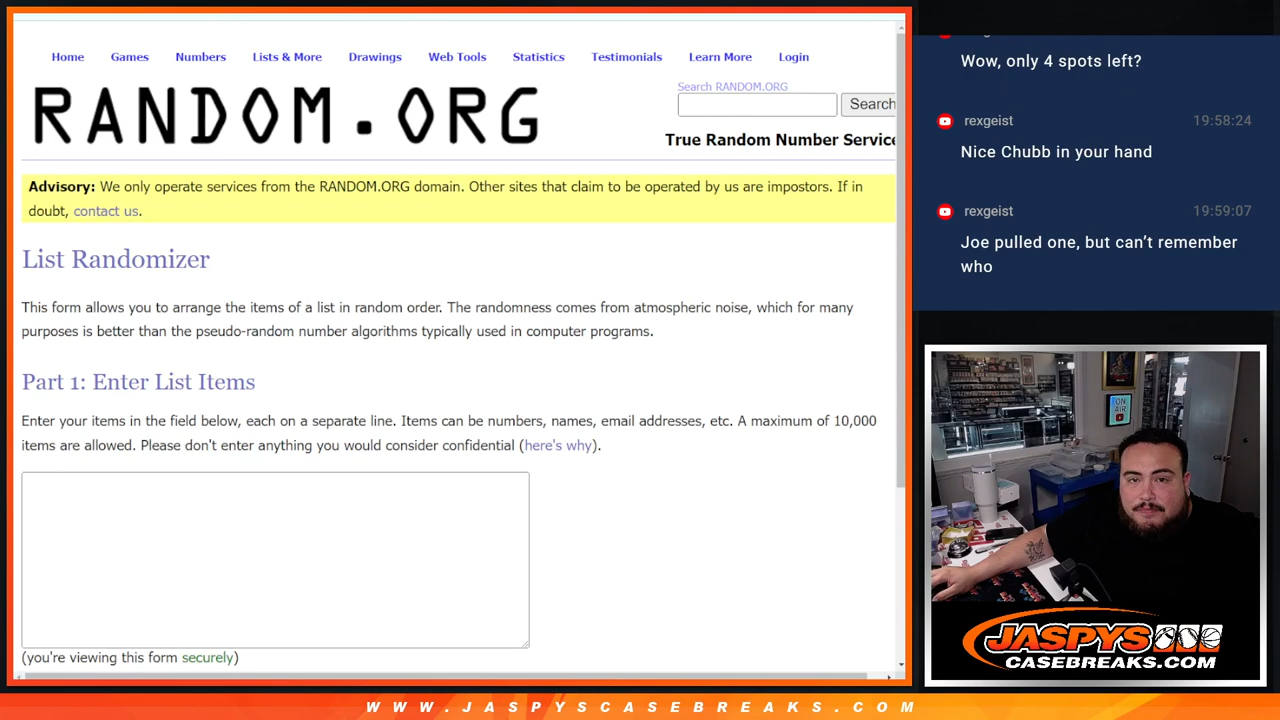 Home Games Numbers Lists & More Drawings Web Tools Statistics Testimonials Learn More Login
RANDOM.ORG
Search RANDOM.ORG
Search
True Random Number Service
Advisory: We only operate services from the RANDOM.ORG domain. Other sites that claim to be operated by us are impostors. If in
doubt, contact us.
List Randomizer
This form allows you to arrange the items of a list in random order. The randomness comes from atmospheric noise, which for many
purposes is better than the pseudo-random number algorithms typically used in computer programs.
Part 1: Enter List Items
Enter your items in the field below, each on a separate line. Items can be numbers, names, email addresses, etc. A maximum of 10,000
items are allowed. Please don't enter anything you would consider confidential (here's why).
(you're viewing this form securely)
Wow, only 4 spots left?
rexgeist 19:58:24
Nice Chubb in your hand
rexgeist 19:59:07
Joe pulled one, but can't remember
who
ON
AIR
JASPYS
CASEBREAKS.COM
WWW.JASPYSCASEBREAKS.COM